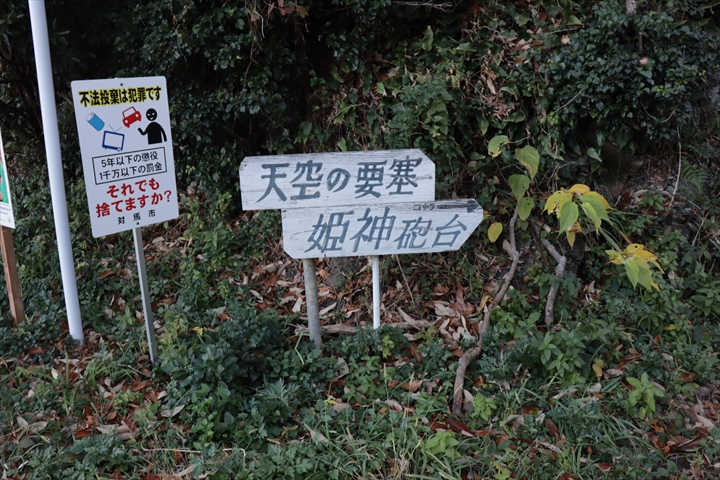 不法投棄は犯罪です
5年以下の懲役
1千万以下の罰金
それでも
捨てますか?
対馬市
天空の要塞
姫神砲台